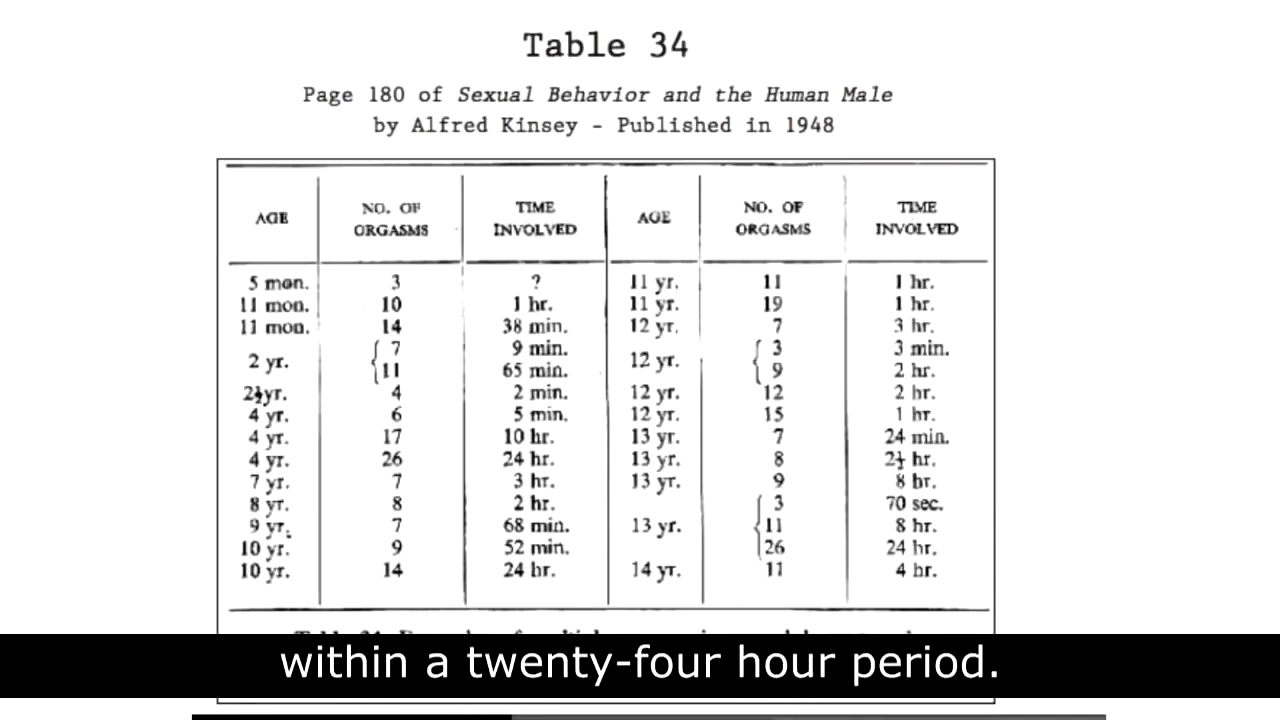 Table 34
Page 180 of Sexual Behavior and the Human Male
by Alfred Kinsey - Published in 1948
AGE NO. OF ORGASMS TIME INVOLVED AGE NO. OF ORGASMS TIME INVOLVED
5 mon. 3 ? 11 yr. 11 1 hr.
11 mon. 10 1 hr. 11 yr. 19 1 hr.
11 mon. 14 38 min. 12 yr. 7 3 hr.
2 yr. { 7 9 min. 12 yr. { 3 3 min.
11 65 min. 9 2 hr.
2½ yr. 4 2 min. 12 yr. 12 2 hr.
4 yr. 6 5 min. 12 yr. 15 1 hr.
4 yr. 17 10 hr. 13 yr. 7 24 min.
4 yr. 26 24 hr. 13 yr. 8 2½ hr.
7 yr. 7 3 hr. 13 yr. 9 8 hr.
8 yr. 8 2 hr. { 3 70 sec.
9 yr. 7 68 min. 13 yr. 11 8 hr.
10 yr. 9 52 min. 26 24 hr.
10 yr. 14 24 hr. 14 yr. 11 4 hr.
within a twenty-four hour period.